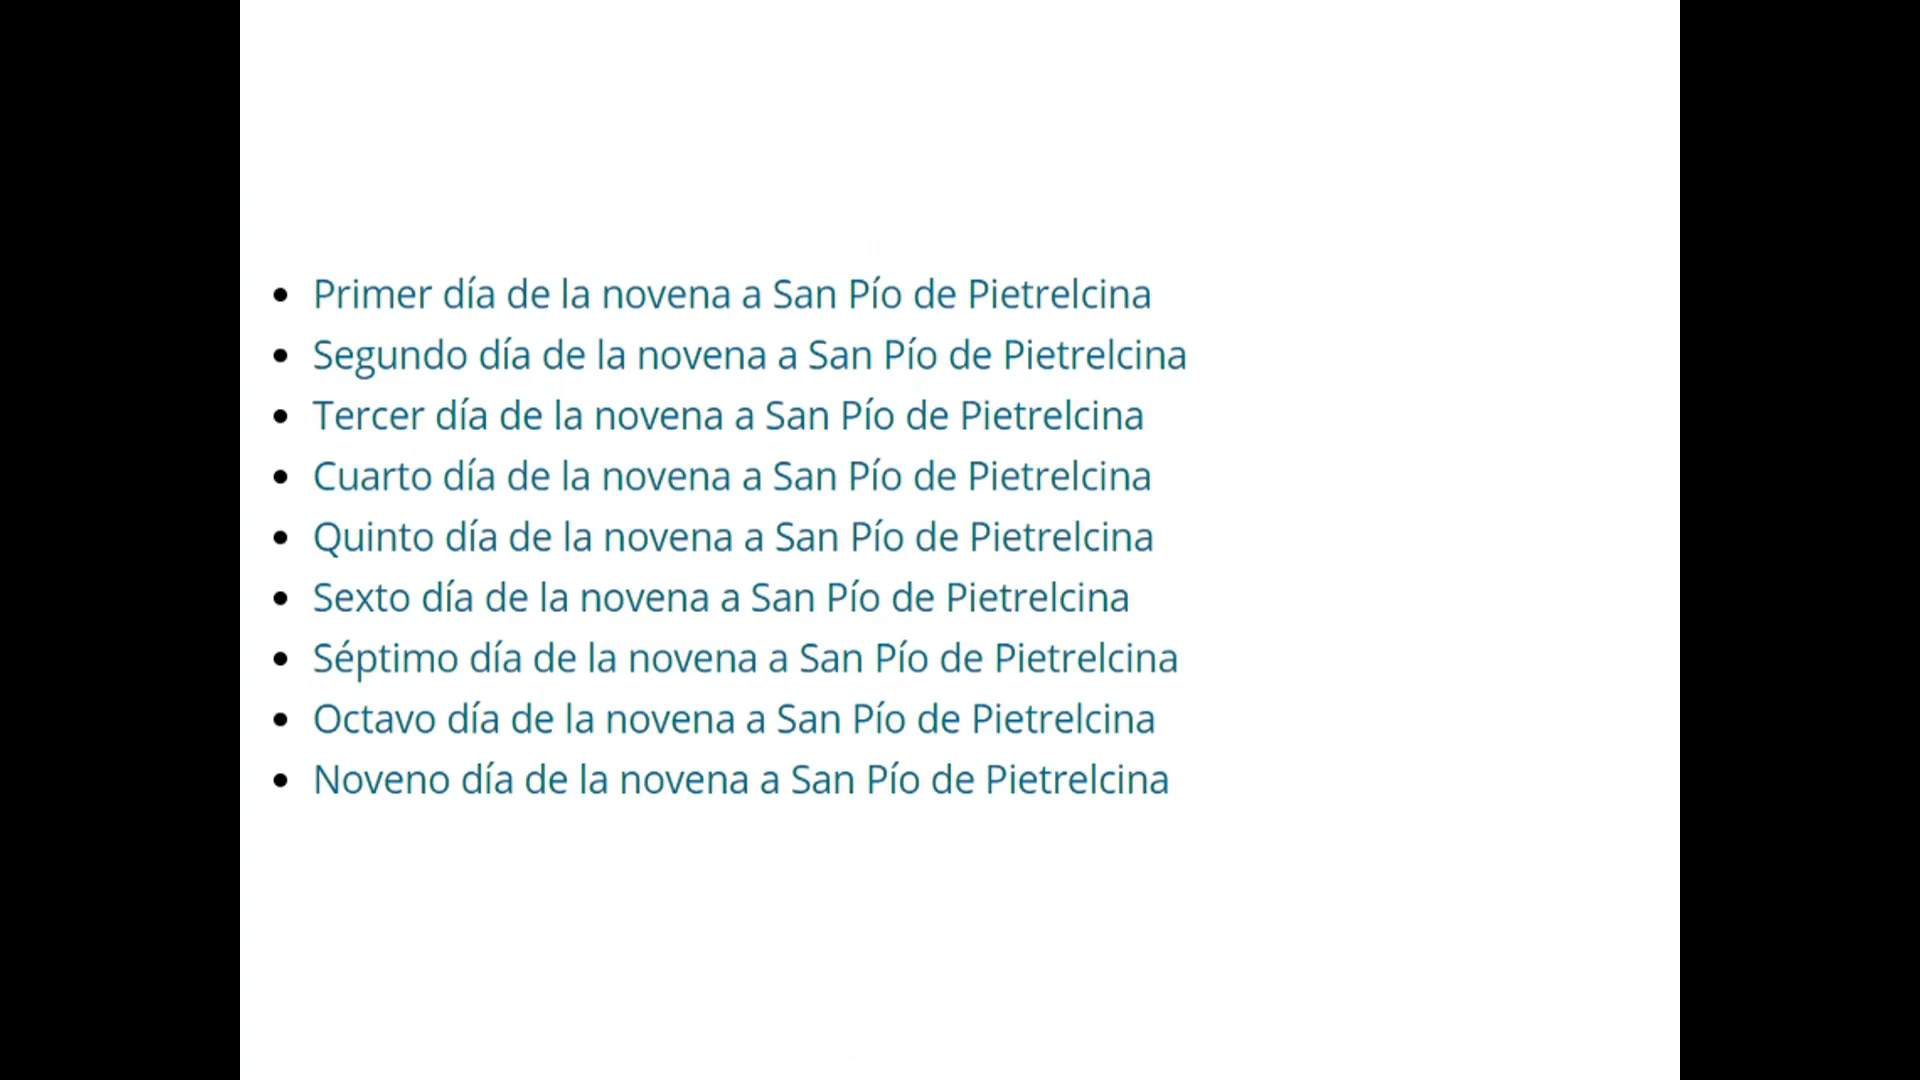 Primer día de la novena a San Pío de Pietrelcina
Segundo día de la novena a San Pío de Pietrelcina
Tercer día de la novena a San Pío de Pietrelcina
Cuarto día de la novena a San Pío de Pietrelcina
Quinto día de la novena a San Pío de Pietrelcina
Sexto día de la novena a San Pío de Pietrelcina
Séptimo día de la novena a San Pío de Pietrelcina
Octavo día de la novena a San Pío de Pietrelcina
Noveno día de la novena a San Pío de Pietrelcina